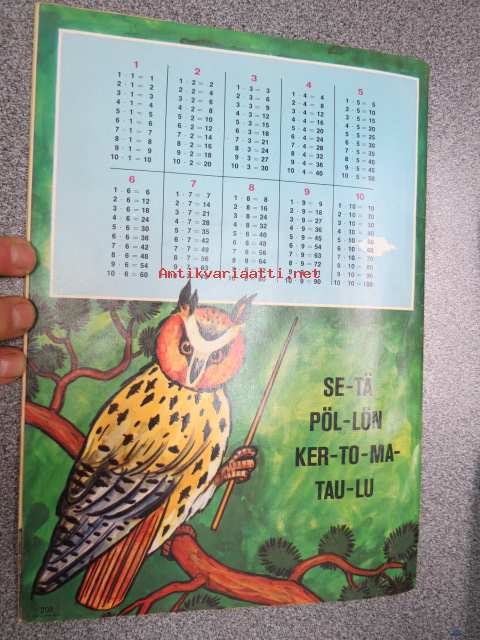 1
1 · 1 = 1
2 · 1 = 2
3 · 1 = 3
4 · 1 = 4
5 · 1 = 5
6 · 1 = 6
7 · 1 = 7
8 · 1 = 8
9 · 1 = 9
10 · 1 = 10
2
1 · 2 = 2
2 · 2 = 4
3 · 2 = 6
4 · 2 = 8
5 · 2 = 10
6 · 2 = 12
7 · 2 = 14
8 · 2 = 16
9 · 2 = 18
10 · 2 = 20
3
1 · 3 = 3
2 · 3 = 6
3 · 3 = 9
4 · 3 = 12
5 · 3 = 15
6 · 3 = 18
7 · 3 = 21
8 · 3 = 24
9 · 3 = 27
10 · 3 = 30
4
1 · 4 = 4
2 · 4 = 8
3 · 4 = 12
4 · 4 = 16
5 · 4 = 20
6 · 4 = 24
7 · 4 = 28
8 · 4 = 32
9 · 4 = 36
10 · 4 = 40
5
1 · 5 = 5
2 · 5 = 10
3 · 5 = 15
4 · 5 = 20
5 · 5 = 25
6 · 5 = 30
7 · 5 = 35
8 · 5 = 40
9 · 5 = 45
10 · 5 = 50
6
1 · 6 = 6
2 · 6 = 12
3 · 6 = 18
4 · 6 = 24
5 · 6 = 30
6 · 6 = 36
7 · 6 = 42
8 · 6 = 48
9 · 6 = 54
10 · 6 = 60
7
1 · 7 = 7
2 · 7 = 14
3 · 7 = 21
4 · 7 = 28
5 · 7 = 35
6 · 7 = 42
7 · 7 = 49
8 · 7 = 56
9 · 7 = 63
8
1 · 8 = 8
2 · 8 = 16
3 · 8 = 24
4 · 8 = 32
5 · 8 = 40
6 · 8 = 48
7 · 8 = 56
8 · 8 = 64
9 · 8 = 72
10 · 8 = 80
9
1 · 9 = 9
2 · 9 = 18
3 · 9 = 27
4 · 9 = 36
5 · 9 = 45
6 · 9 = 54
7 · 9 = 63
8 · 9 = 72
9 · 9 = 81
10 · 9 = 90
10
1 · 10 = 10
2 · 10 = 20
3 · 10 = 30
4 · 10 = 40
5 · 10 = 50
6 · 10 = 60
7 · 10 = 70
8 · 10 = 80
9 · 10 = 90
10 · 10 = 100
Antikvariaatti.net
SE-TÄ
PÖL-LÖN
KER-TO-MA-
TAU-LU